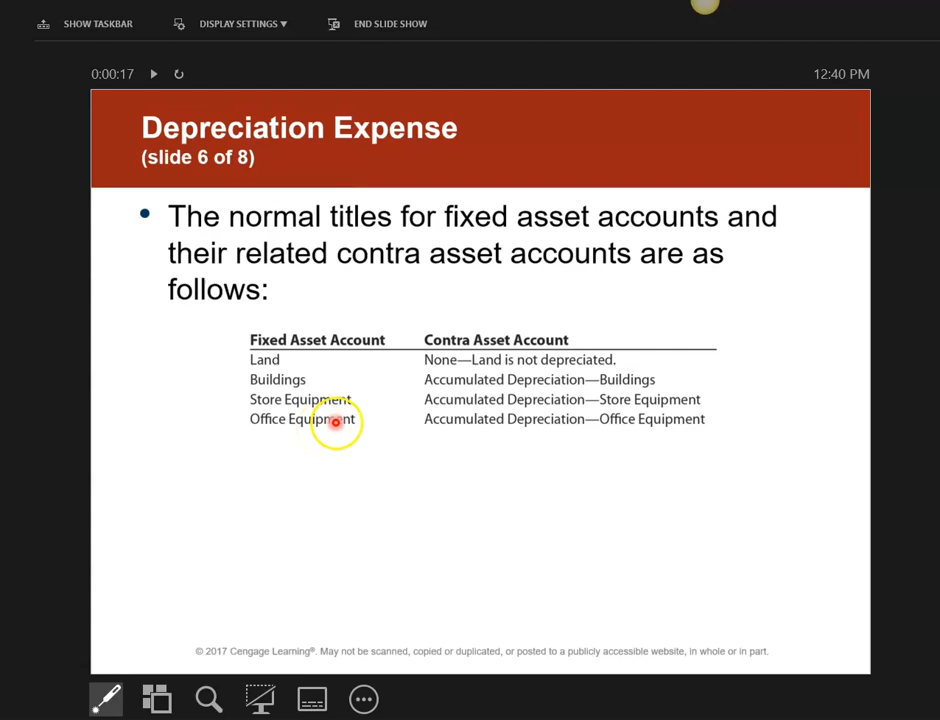 SHOW TASKBAR DISPLAY SETTINGS ▼ END SLIDE SHOW
0:00:17 12:40 PM
Depreciation Expense
(slide 6 of 8)
• The normal titles for fixed asset accounts and
their related contra asset accounts are as
follows:
Fixed Asset Account Contra Asset Account
Land None—Land is not depreciated.
Buildings Accumulated Depreciation—Buildings
Store Equipment Accumulated Depreciation—Store Equipment
Office Equipment Accumulated Depreciation—Office Equipment
© 2017 Cengage Learning®. May not be scanned, copied or duplicated, or posted to a publicly accessible website, in whole or in part.